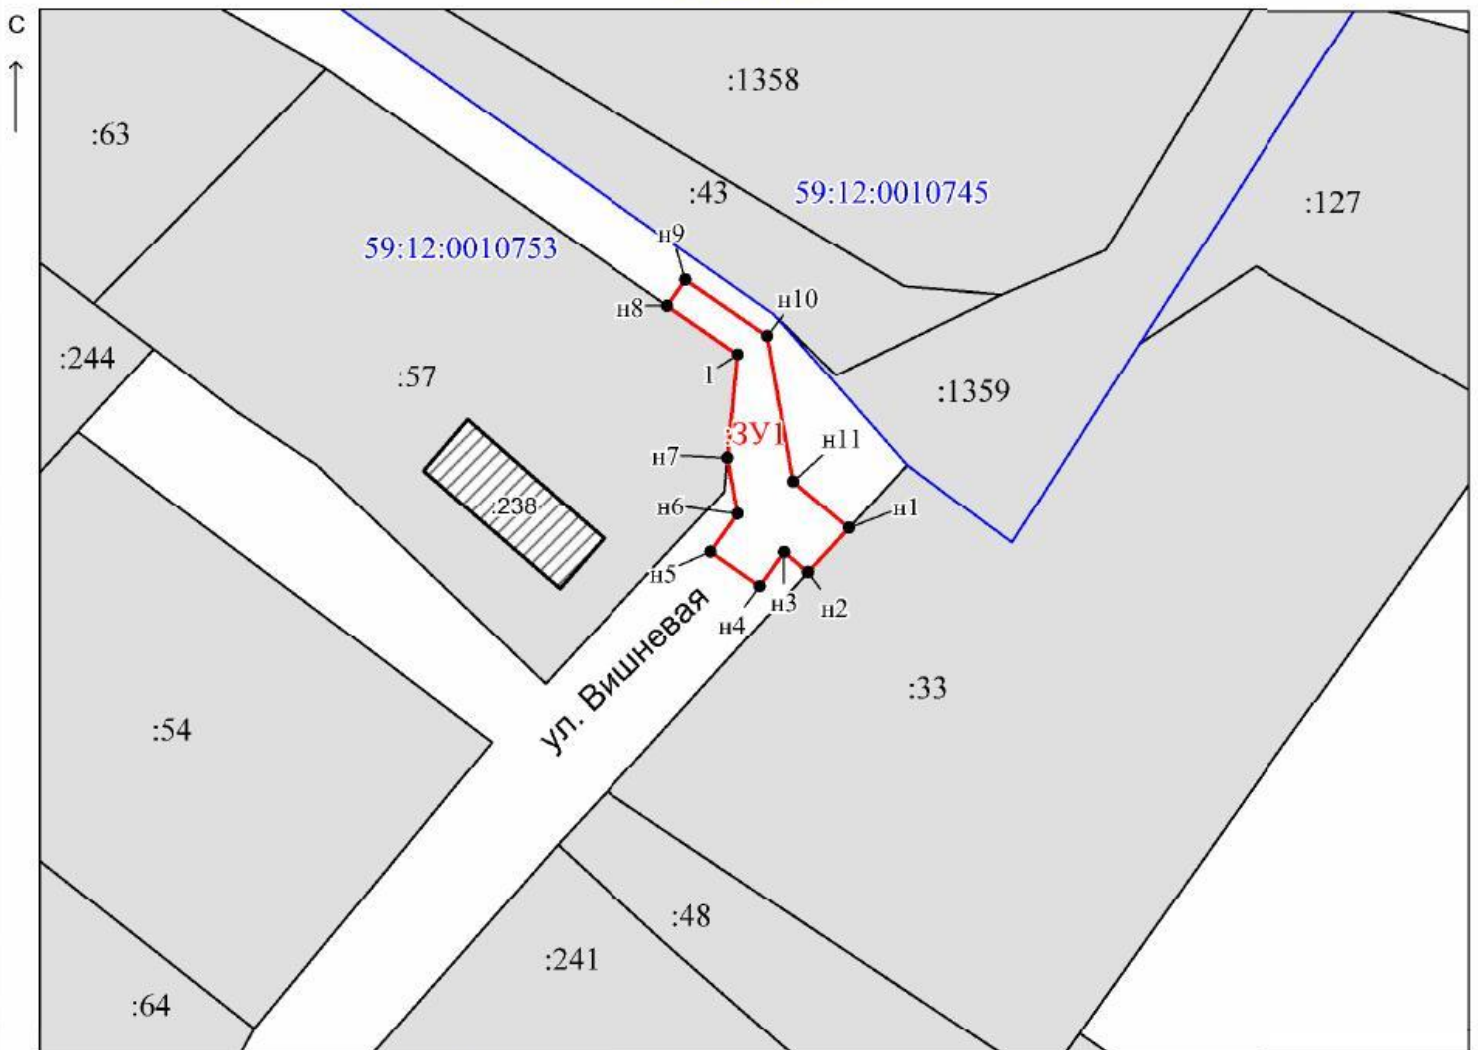 С
:1358
:63
:43
59:12:0010745
:127
н9
59:12:0010753
н10
н8
:244
1
:57
:1359
:ЗУ1
н11
н7
н6
:238
н1
н5
н3
н2
н4
ул. Вишневая
:33
:54
:48
:241
:64